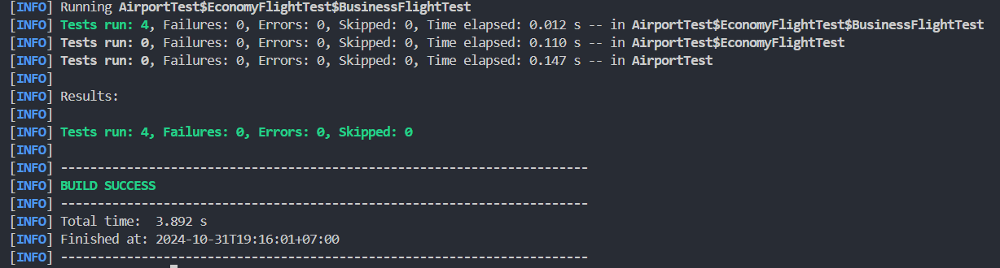 [INFO] Running AirportTest$EconomyFlightTest$BusinessFlightTest
[INFO] Tests run: 4, Failures: 0, Errors: 0, Skipped: 0, Time elapsed: 0.012 s -- in AirportTest$EconomyFlightTest$BusinessFlightTest
[INFO] Tests run: 0, Failures: 0, Errors: 0, Skipped: 0, Time elapsed: 0.110 s -- in AirportTest$EconomyFlightTest
[INFO] Tests run: 0, Failures: 0, Errors: 0, Skipped: 0, Time elapsed: 0.147 s -- in AirportTest
[INFO]
[INFO] Results:
[INFO]
[INFO] Tests run: 4, Failures: 0, Errors: 0, Skipped: 0
[INFO]
[INFO] ------------------------------------------------------------------------
[INFO] BUILD SUCCESS
[INFO] ------------------------------------------------------------------------
[INFO] Total time:  3.892 s
[INFO] Finished at: 2024-10-31T19:16:01+07:00
[INFO] ------------------------------------------------------------------------